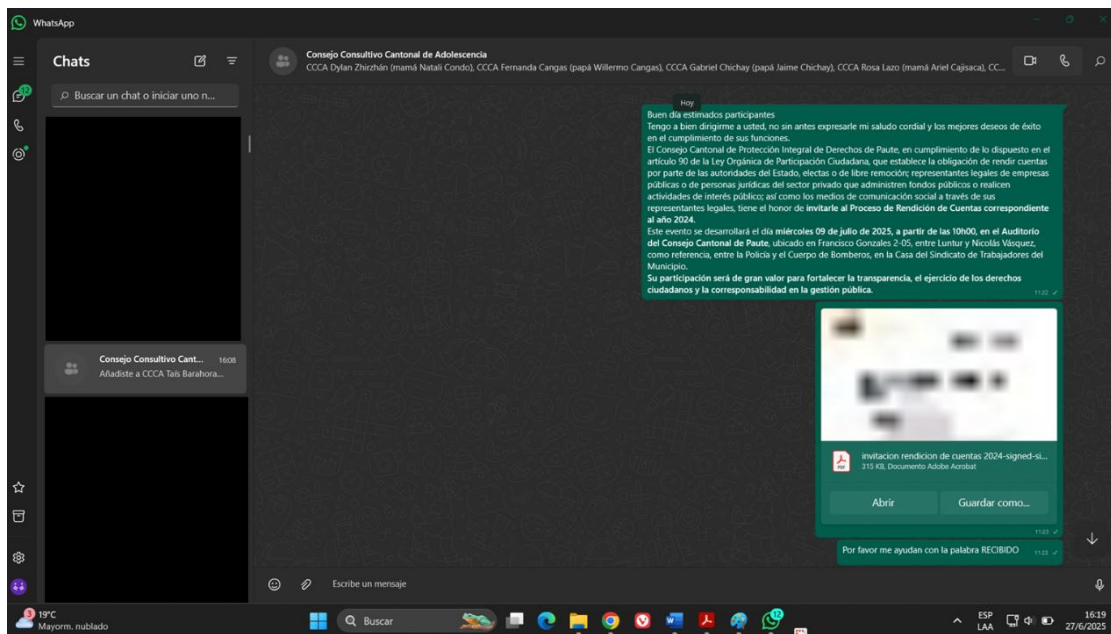 WhatsApp
Chats
Buscar un chat o iniciar uno n...
Consejo Consultivo Cant... 16:08
Añadiste a CCCA Taís Barahora...
Consejo Consultivo Cantonal de Adolescencia
CCCA Dylan Zhirzhán (mamá Natali Condo), CCCA Fernanda Cangas (papá Willermo Cangas), CCCA Gabriel Chichay (papá Jaime Chichay), CCCA Rosa Lazo (mamá Ariel Cajisaca), CC...
Hoy
Buen día estimados participantes
Tengo a bien dirigirme a usted, no sin antes expresarle mi saludo cordial y los mejores deseos de éxito
en el cumplimiento de sus funciones.
El Consejo Cantonal de Protección Integral de Derechos de Paute, en cumplimiento de lo dispuesto en el
artículo 90 de la Ley Orgánica de Participación Ciudadana, que establece la obligación de rendir cuentas
por parte de las autoridades del Estado, electas o de libre remoción; representantes legales de empresas
públicas o de personas jurídicas del sector privado que administren fondos públicos o realicen
actividades de interés público; así como los medios de comunicación social a través de sus
representantes legales, tiene el honor de invitarle al Proceso de Rendición de Cuentas correspondiente
al año 2024.
Este evento se desarrollará el día miércoles 09 de julio de 2025, a partir de las 10h00, en el Auditorio
del Consejo Cantonal de Paute, ubicado en Francisco Gonzales 2-05, entre Luntur y Nicolás Vásquez,
como referencia, entre la Policía y el Cuerpo de Bomberos, en la Casa del Sindicato de Trabajadores del
Municipio.
Su participación será de gran valor para fortalecer la transparencia, el ejercicio de los derechos
ciudadanos y la corresponsabilidad en la gestión pública.
11:22
invitacion rendicion de cuentas 2024-signed-si...
PDF
315 KB, Documento Adobe Acrobat
Abrir Guardar como...
11:23
Por favor me ayudan con la palabra RECIBIDO 11:23
Escribe un mensaje
12
3
19°C
Mayorm. nublado
Buscar
12
ESP
LAA
16:19
27/6/2025